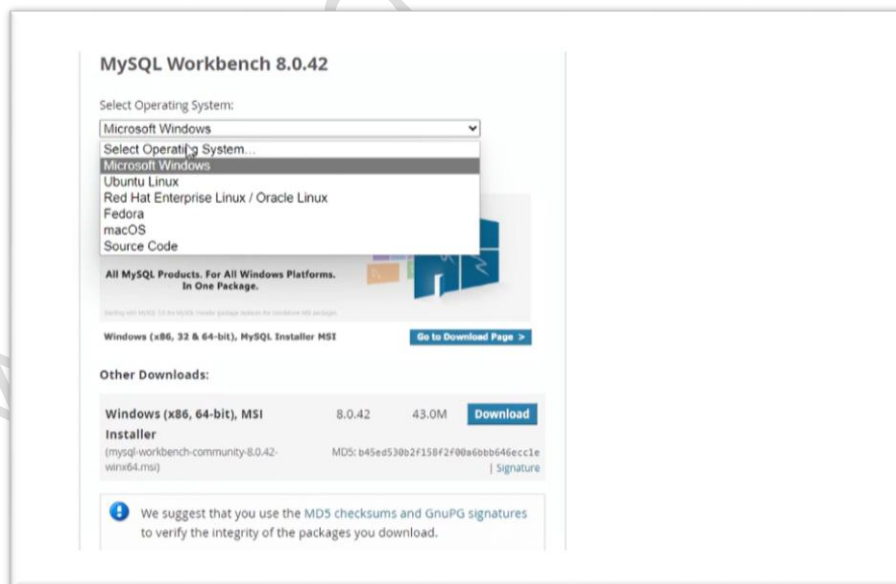 MySQL Workbench 8.0.42
Select Operating System:
Microsoft Windows
Select Operating System...
Microsoft Windows
Ubuntu Linux
Red Hat Enterprise Linux / Oracle Linux
Fedora
macOS
Source Code
All MySQL Products. For All Windows Platforms.
In One Package.
Windows (x86, 32 & 64-bit), MySQL Installer MSI
Go to Download Page >
Other Downloads:
Windows (x86, 64-bit), MSI Installer 8.0.42 43.0M Download
(mysql-workbench-community-8.0.42-winx64.msi)
MD5: b45ed530b2f158f2f00a6bbb646ecc1e
| Signature
We suggest that you use the MD5 checksums and GnuPG signatures
to verify the integrity of the packages you download.